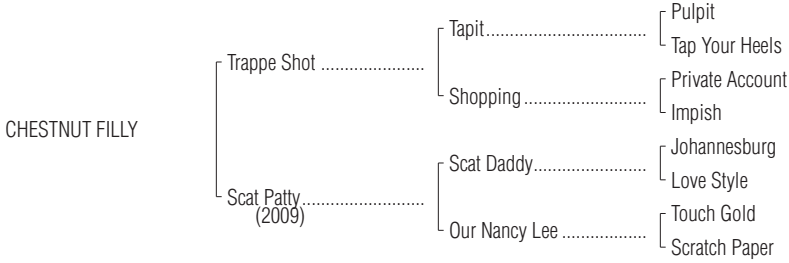 Pulpit
Tapit..................................
Tap Your Heels
Trappe Shot ......................
Private Account
Shopping..........................
Impish
CHESTNUT FILLY
Johannesburg
Scat Daddy........................
Love Style
Scat Patty..........................
(2009)
Touch Gold
Our Nancy Lee ..................
Scratch Paper